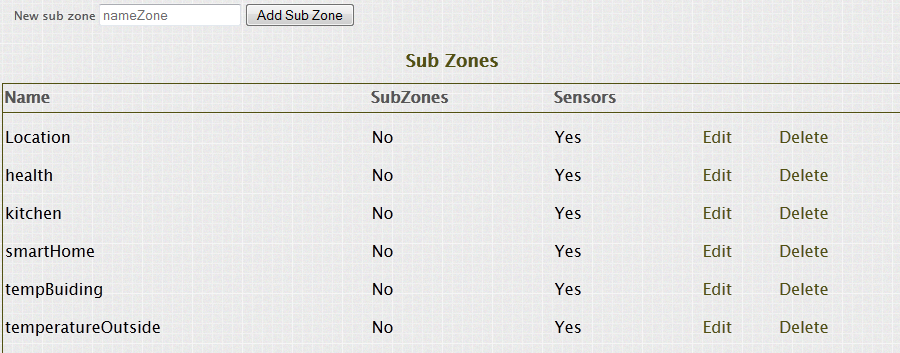 New sub zone nameZone Add Sub Zone
Sub Zones
Name SubZones Sensors
Location No Yes Edit Delete
health No Yes Edit Delete
kitchen No Yes Edit Delete
smartHome No Yes Edit Delete
tempBuiding No Yes Edit Delete
temperatureOutside No Yes Edit Delete